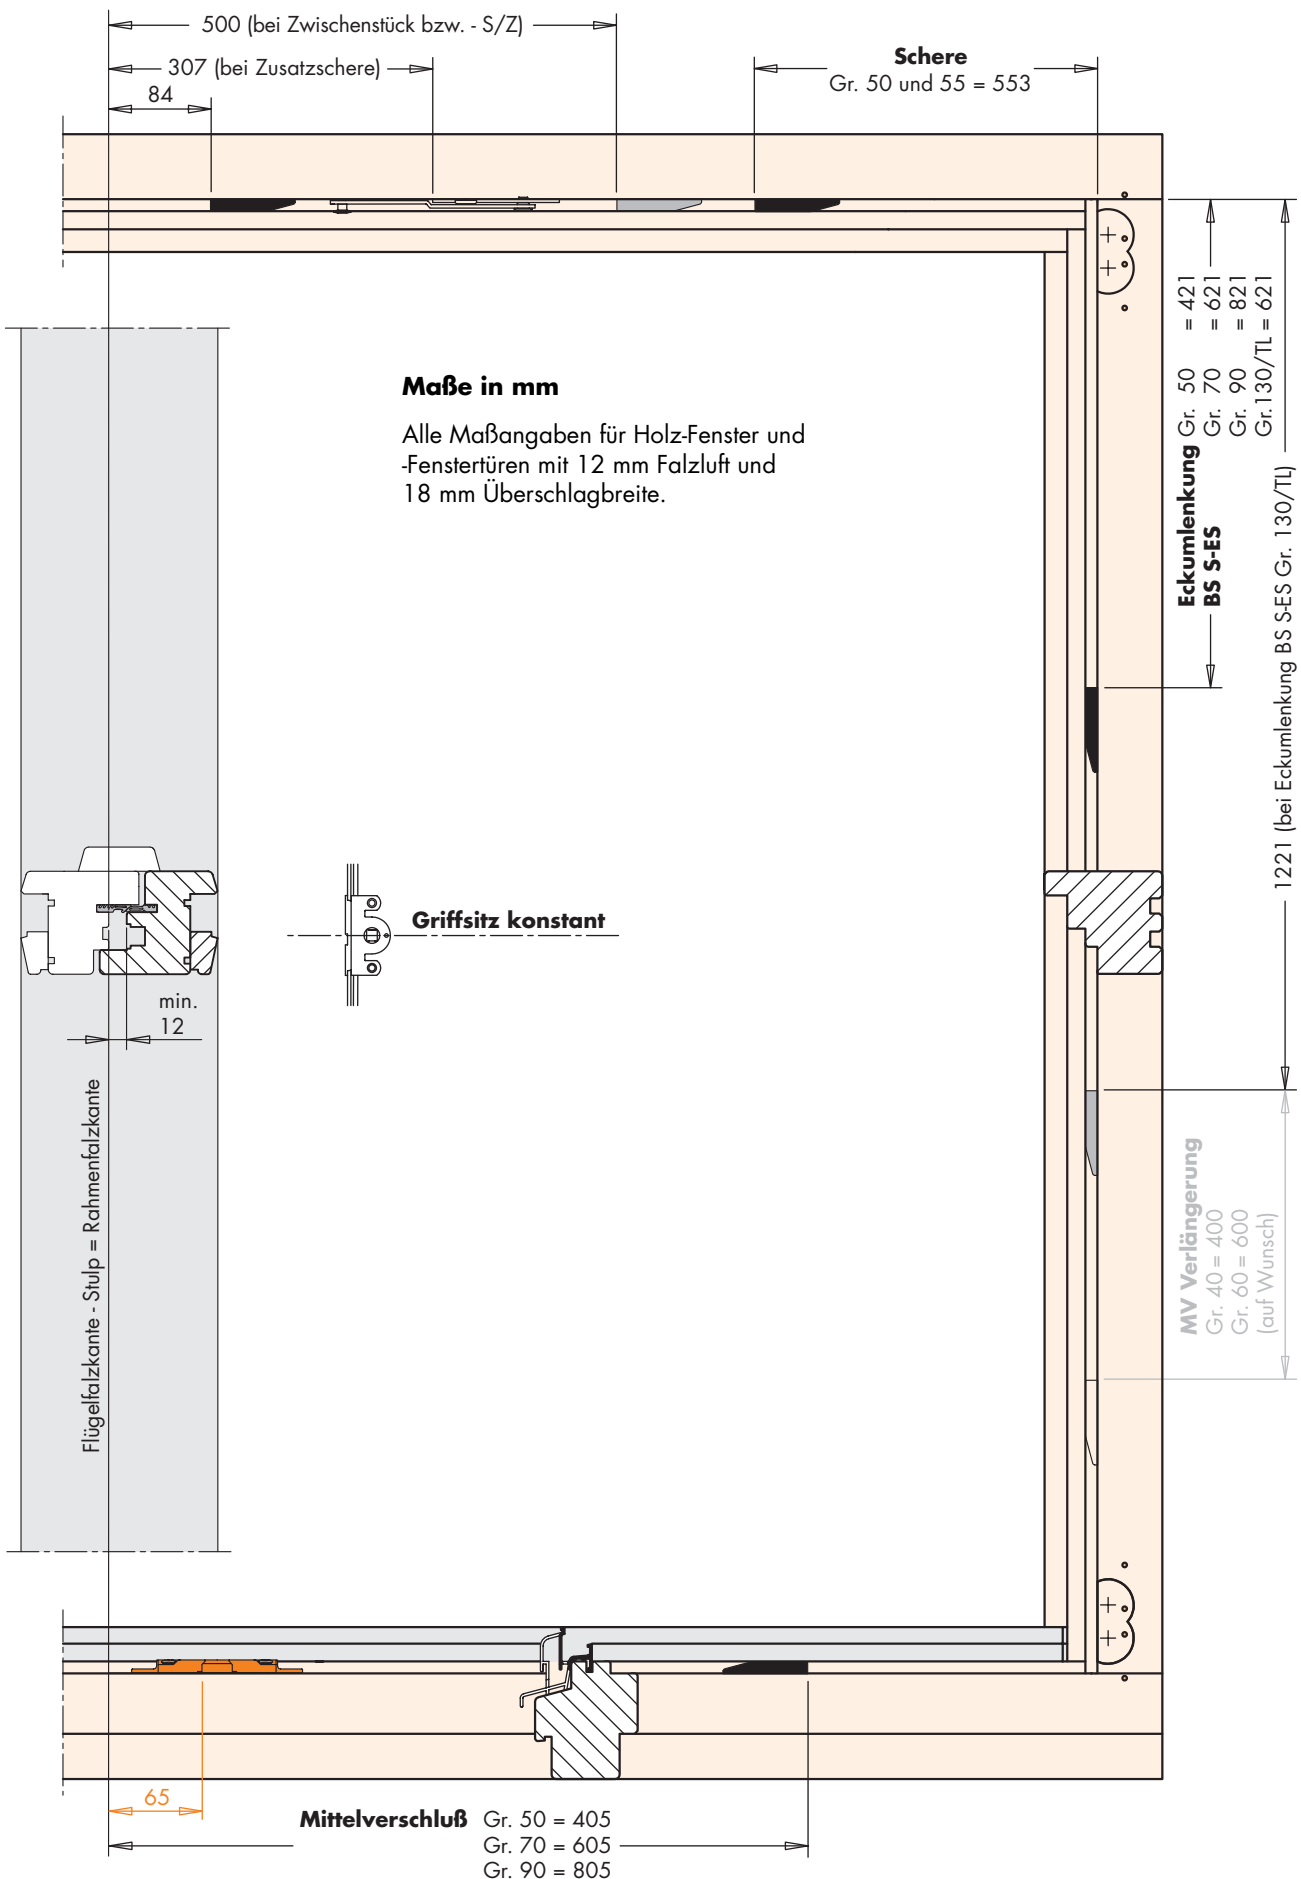 500 (bei Zwischenstück bzw. - S/Z)
307 (bei Zusatzschere)
84
Schere
Gr. 50 und 55 = 553
Maße in mm
Alle Maßangaben für Holz-Fenster und
-Fenstertüren mit 12 mm Falzluft und
18 mm Überschlagbreite.
Eckumlenkung
BS S-ES
Gr. 50 = 421
Gr. 70 = 621
Gr. 90 = 821
Gr.130/TL = 621
1221 (bei Eckumlenkung BS S-ES Gr. 130/TL)
Griffsitz konstant
min.
12
Flügelfalzkante - Stulp = Rahmenfalzkante
MV Verlängerung
Gr. 40 = 400
Gr. 60 = 600
(auf Wunsch)
65
Mittelverschluß Gr. 50 = 405
Gr. 70 = 605
Gr. 90 = 805